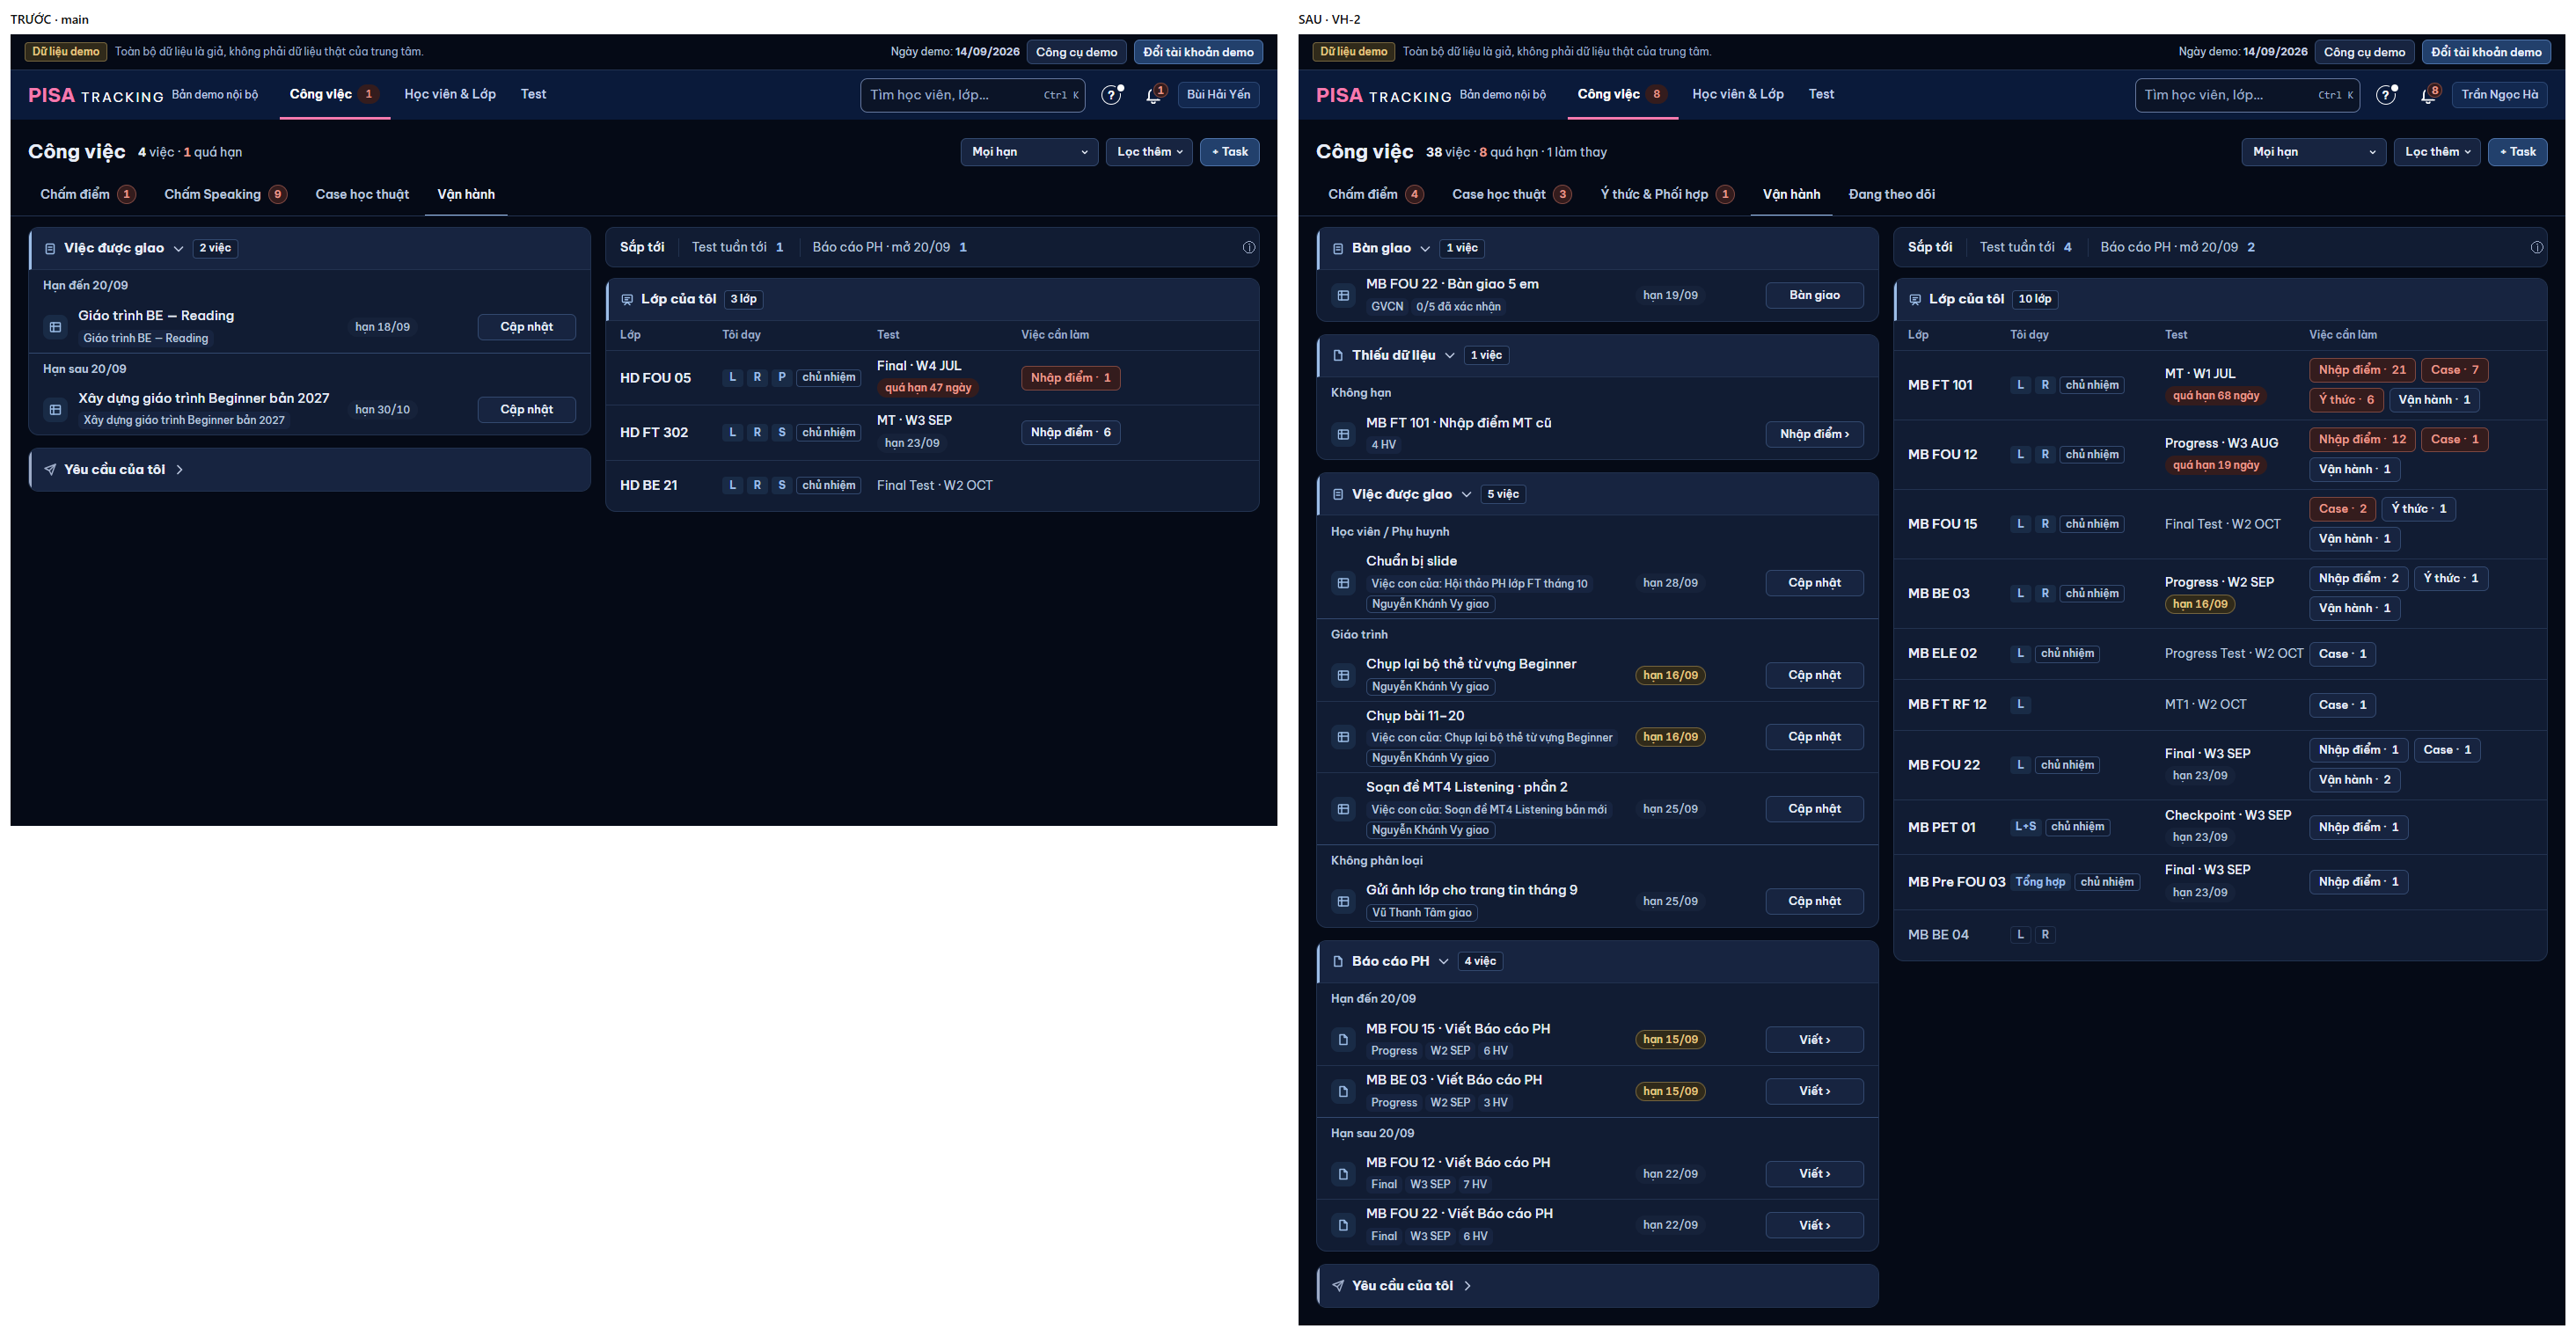 TRƯỚC · main
Dữ liệu demo Toàn bộ dữ liệu là giả, không phải dữ liệu thật của trung tâm. Ngày demo: 14/09/2026 Công cụ demo Đổi tài khoản demo
PISA TRACKING Bản demo nội bộ Công việc 1 Học viên & Lớp Test Tìm học viên, lớp... Ctrl K ? 1 Bùi Hải Yến
Công việc 4 việc · 1 quá hạn Mọi hạn Lọc thêm + Task
Chấm điểm 1 Chấm Speaking 9 Case học thuật Vận hành
Việc được giao 2 việc
Hạn đến 20/09
Giáo trình BE — Reading hạn 18/09 Cập nhật
Giáo trình BE — Reading
Hạn sau 20/09
Xây dựng giáo trình Beginner bản 2027 hạn 30/10 Cập nhật
Xây dựng giáo trình Beginner bản 2027
Yêu cầu của tôi
Sắp tới Test tuần tới 1 Báo cáo PH · mở 20/09 1
Lớp của tôi 3 lớp
Lớp Tôi dạy Test Việc cần làm
HD FOU 05 L R P chủ nhiệm Final · W4 JUL Nhập điểm · 1
quá hạn 47 ngày
HD FT 302 L R S chủ nhiệm MT · W3 SEP Nhập điểm · 6
hạn 23/09
HD BE 21 L R S chủ nhiệm Final Test · W2 OCT
SAU · VH-2
Dữ liệu demo Toàn bộ dữ liệu là giả, không phải dữ liệu thật của trung tâm. Ngày demo: 14/09/2026 Công cụ demo Đổi tài khoản demo
PISA TRACKING Bản demo nội bộ Công việc 8 Học viên & Lớp Test Tìm học viên, lớp... Ctrl K ? 8 Trần Ngọc Hà
Công việc 38 việc · 8 quá hạn · 1 làm thay Mọi hạn Lọc thêm + Task
Chấm điểm 4 Case học thuật 3 Ý thức & Phối hợp 1 Vận hành Đang theo dõi
Bàn giao 1 việc
MB FOU 22 · Bàn giao 5 em hạn 19/09 Bàn giao
GVCN 0/5 đã xác nhận
Thiếu dữ liệu 1 việc
Không hạn
MB FT 101 · Nhập điểm MT cũ Nhập điểm ›
4 HV
Việc được giao 5 việc
Học viên / Phụ huynh
Chuẩn bị slide hạn 28/09 Cập nhật
Việc con của: Hội thảo PH lớp FT tháng 10
Nguyễn Khánh Vy giao
Giáo trình
Chụp lại bộ thẻ từ vựng Beginner hạn 16/09 Cập nhật
Nguyễn Khánh Vy giao
Chụp bài 11–20 hạn 16/09 Cập nhật
Việc con của: Chụp lại bộ thẻ từ vựng Beginner
Nguyễn Khánh Vy giao
Soạn đề MT4 Listening · phần 2 hạn 25/09 Cập nhật
Việc con của: Soạn đề MT4 Listening bản mới
Nguyễn Khánh Vy giao
Không phân loại
Gửi ảnh lớp cho trang tin tháng 9 hạn 25/09 Cập nhật
Vũ Thanh Tâm giao
Báo cáo PH 4 việc
Hạn đến 20/09
MB FOU 15 · Viết Báo cáo PH hạn 15/09 Viết ›
Progress W2 SEP 6 HV
MB BE 03 · Viết Báo cáo PH hạn 15/09 Viết ›
Progress W2 SEP 3 HV
Hạn sau 20/09
MB FOU 12 · Viết Báo cáo PH hạn 22/09 Viết ›
Final W3 SEP 7 HV
MB FOU 22 · Viết Báo cáo PH hạn 22/09 Viết ›
Final W3 SEP 6 HV
Yêu cầu của tôi
Sắp tới Test tuần tới 4 Báo cáo PH · mở 20/09 2
Lớp của tôi 10 lớp
Lớp Tôi dạy Test Việc cần làm
MB FT 101 L R chủ nhiệm MT · W1 JUL quá hạn 68 ngày Nhập điểm · 21 Case · 7
Ý thức · 6 Vận hành · 1
MB FOU 12 L R chủ nhiệm Progress · W3 AUG quá hạn 19 ngày Nhập điểm · 12 Case · 1
Vận hành · 1
MB FOU 15 L R chủ nhiệm Final Test · W2 OCT Case · 2 Ý thức · 1
Vận hành · 1
MB BE 03 L R chủ nhiệm Progress · W2 SEP hạn 16/09 Nhập điểm · 2 Ý thức · 1
Vận hành · 1
MB ELE 02 L chủ nhiệm Progress Test · W2 OCT Case · 1
MB FT RF 12 L MT1 · W2 OCT Case · 1
MB FOU 22 L chủ nhiệm Final · W3 SEP hạn 23/09 Nhập điểm · 1 Case · 1
Vận hành · 2
MB PET 01 L+S chủ nhiệm Checkpoint · W3 SEP Nhập điểm · 1
hạn 23/09
MB Pre FOU 03 Tổng hợp chủ nhiệm Final · W3 SEP Nhập điểm · 1
hạn 23/09
MB BE 04 L R